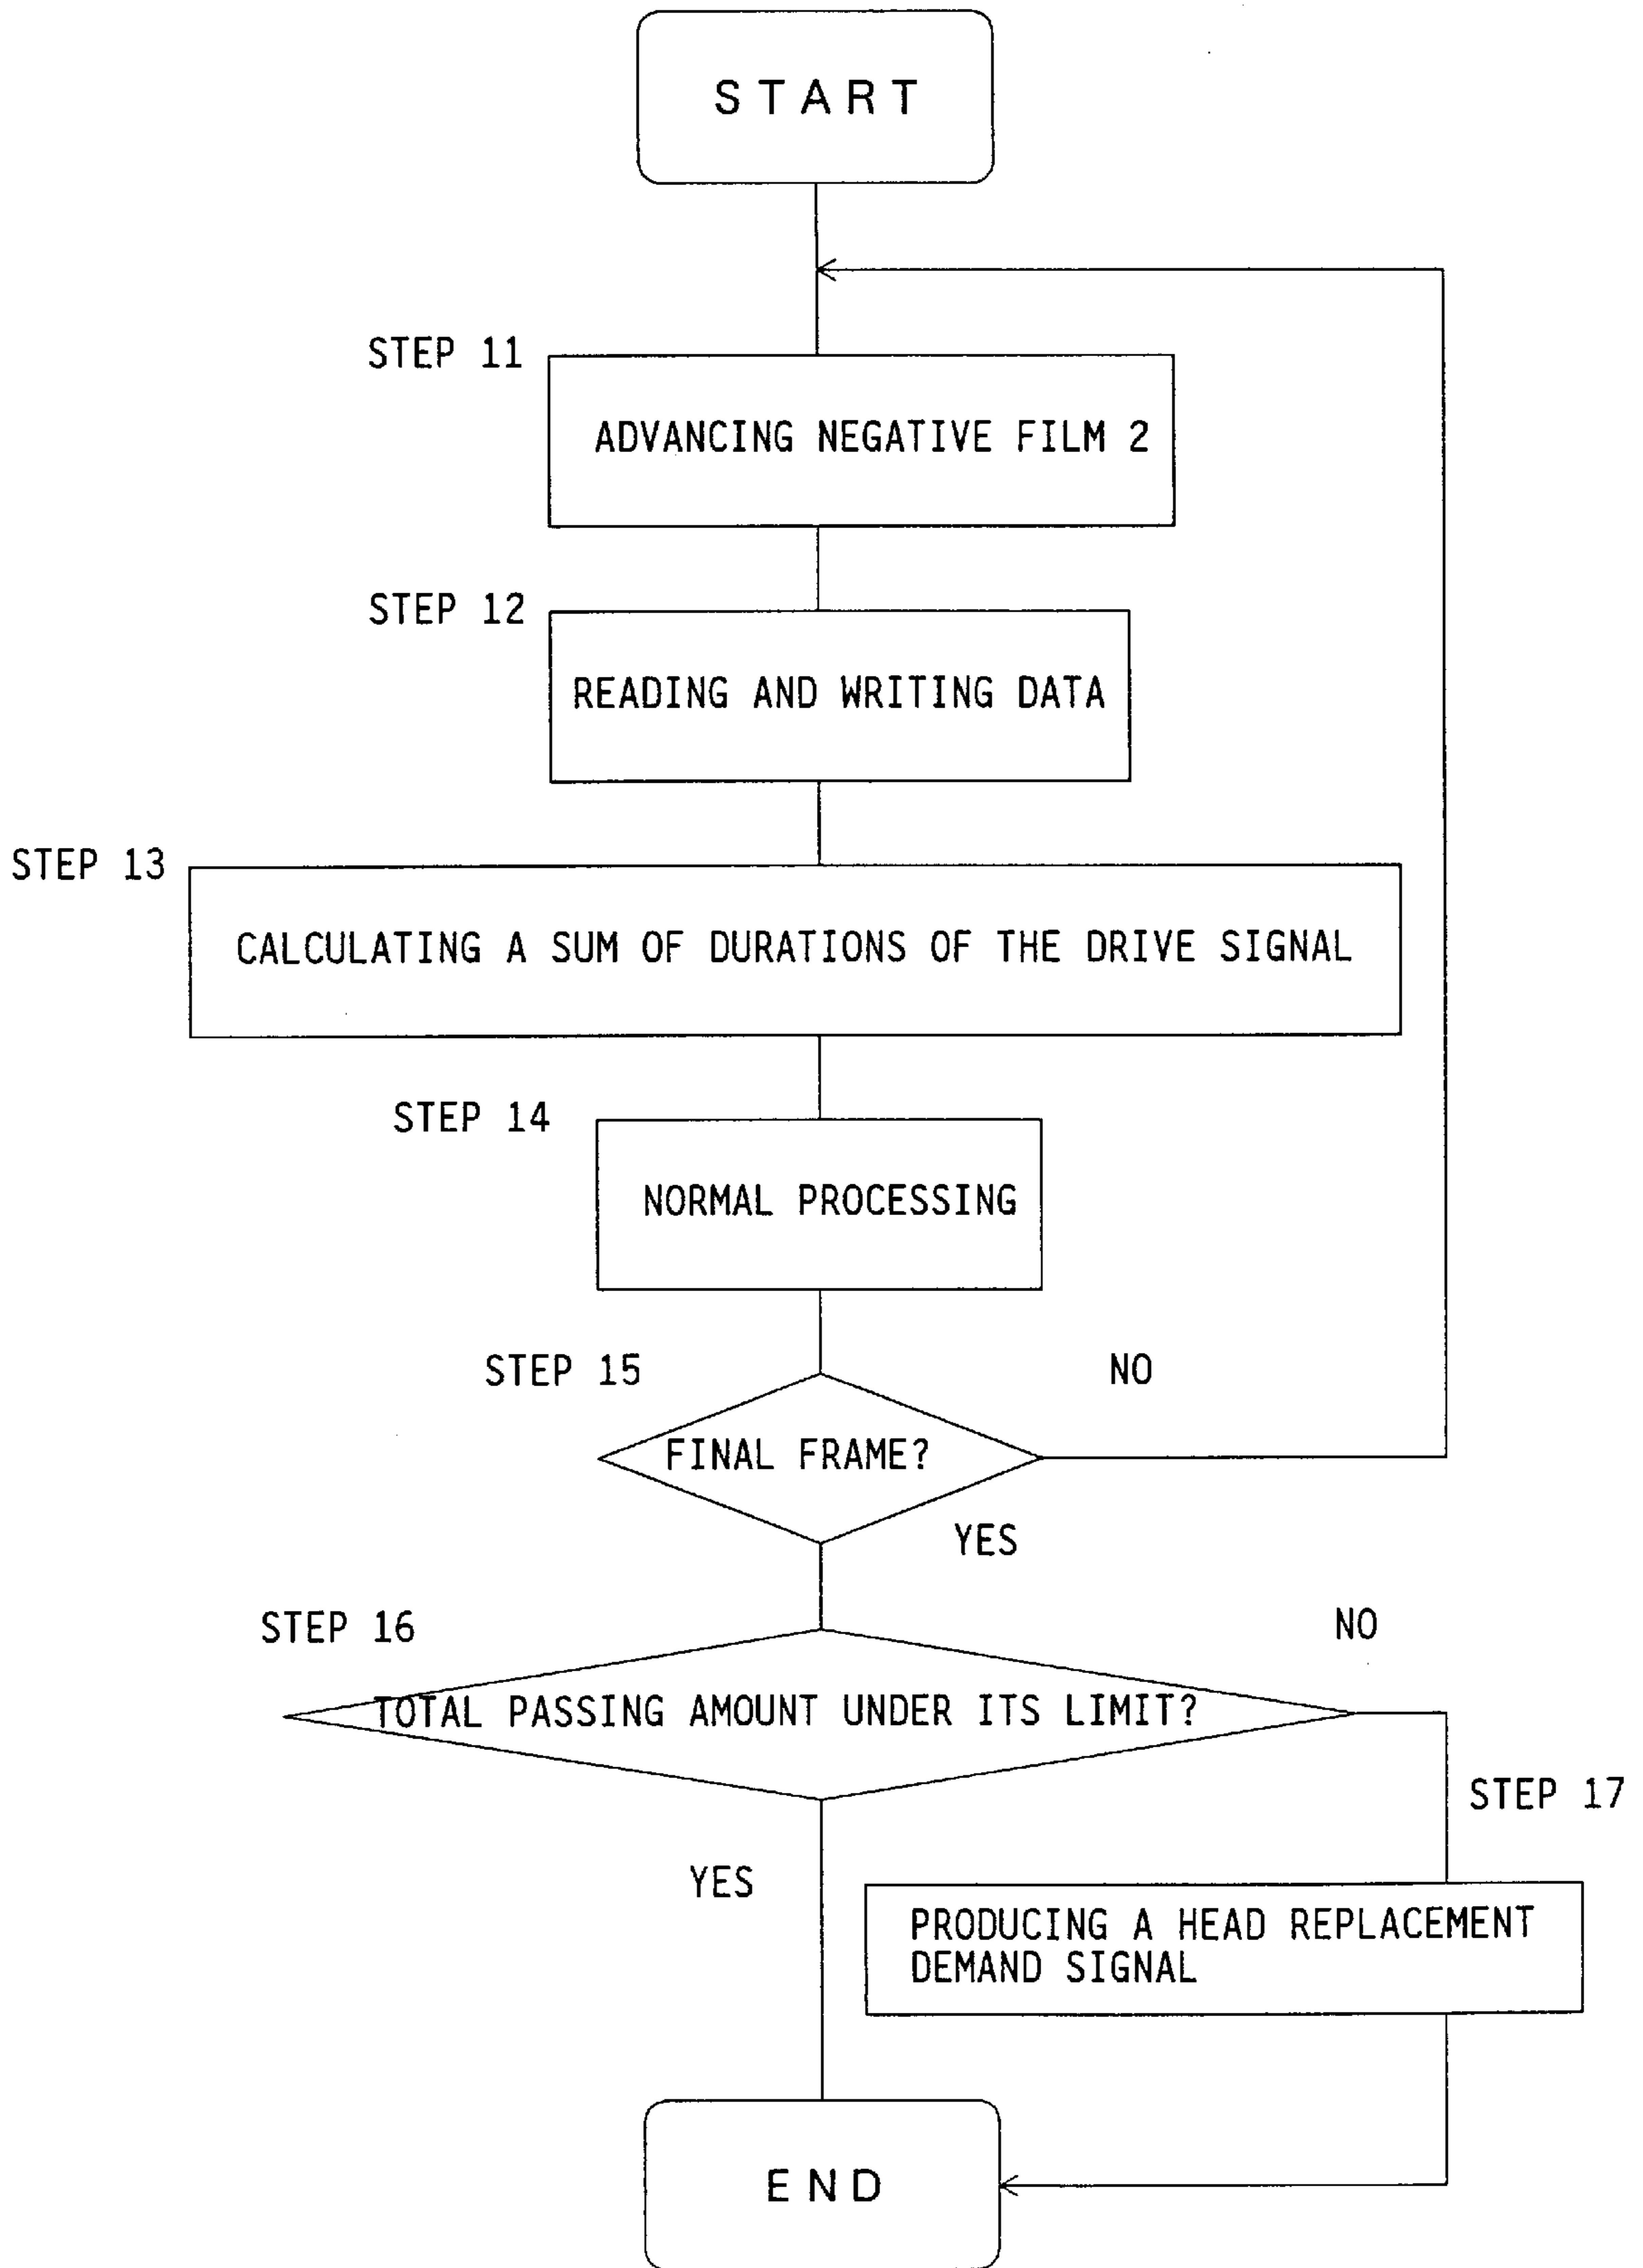 START
STEP 11
ADVANCING NEGATIVE FILM 2
STEP 12
READING AND WRITING DATA
STEP 13
CALCULATING A SUM OF DURATIONS OF THE DRIVE SIGNAL
STEP 14
NORMAL PROCESSING
STEP 15
NO
FINAL FRAME?
YES
STEP 16
NO
TOTAL PASSING AMOUNT UNDER ITS LIMIT?
STEP 17
YES
PRODUCING A HEAD REPLACEMENT
DEMAND SIGNAL
END